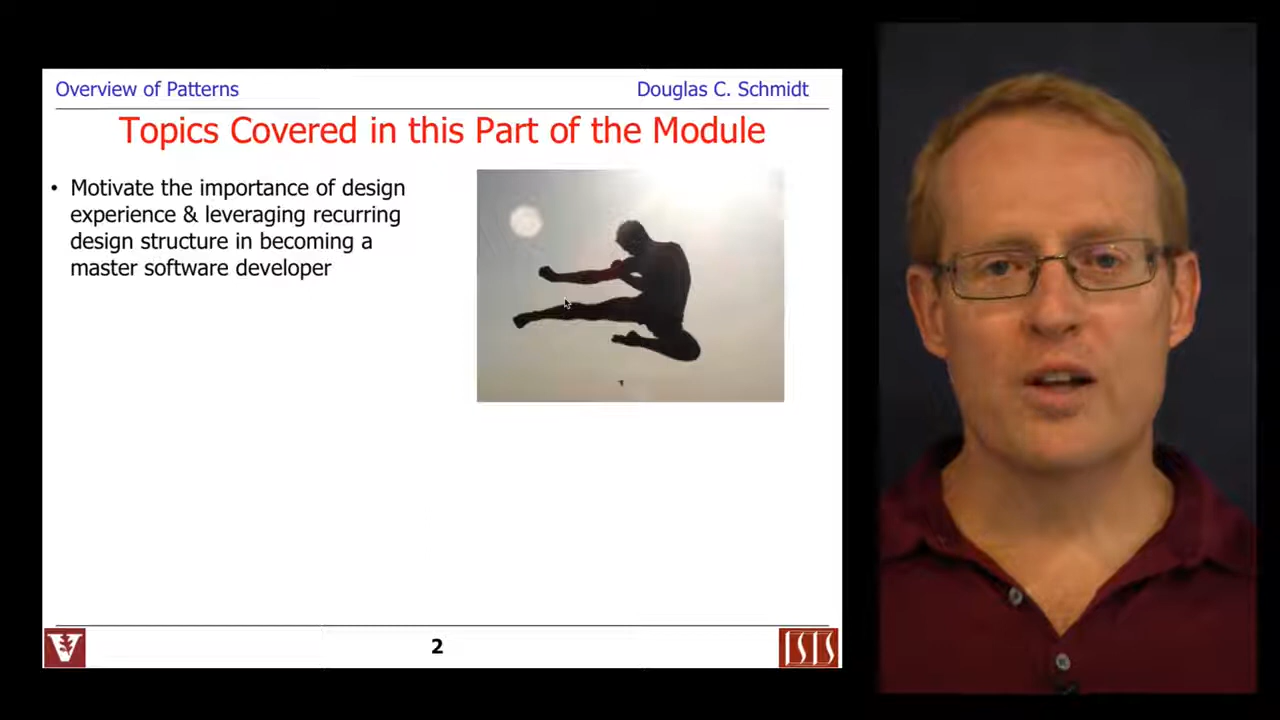 Overview of Patterns
Douglas C. Schmidt
Topics Covered in this Part of the Module
• Motivate the importance of design
experience & leveraging recurring
design structure in becoming a
master software developer
V
2
ISIS